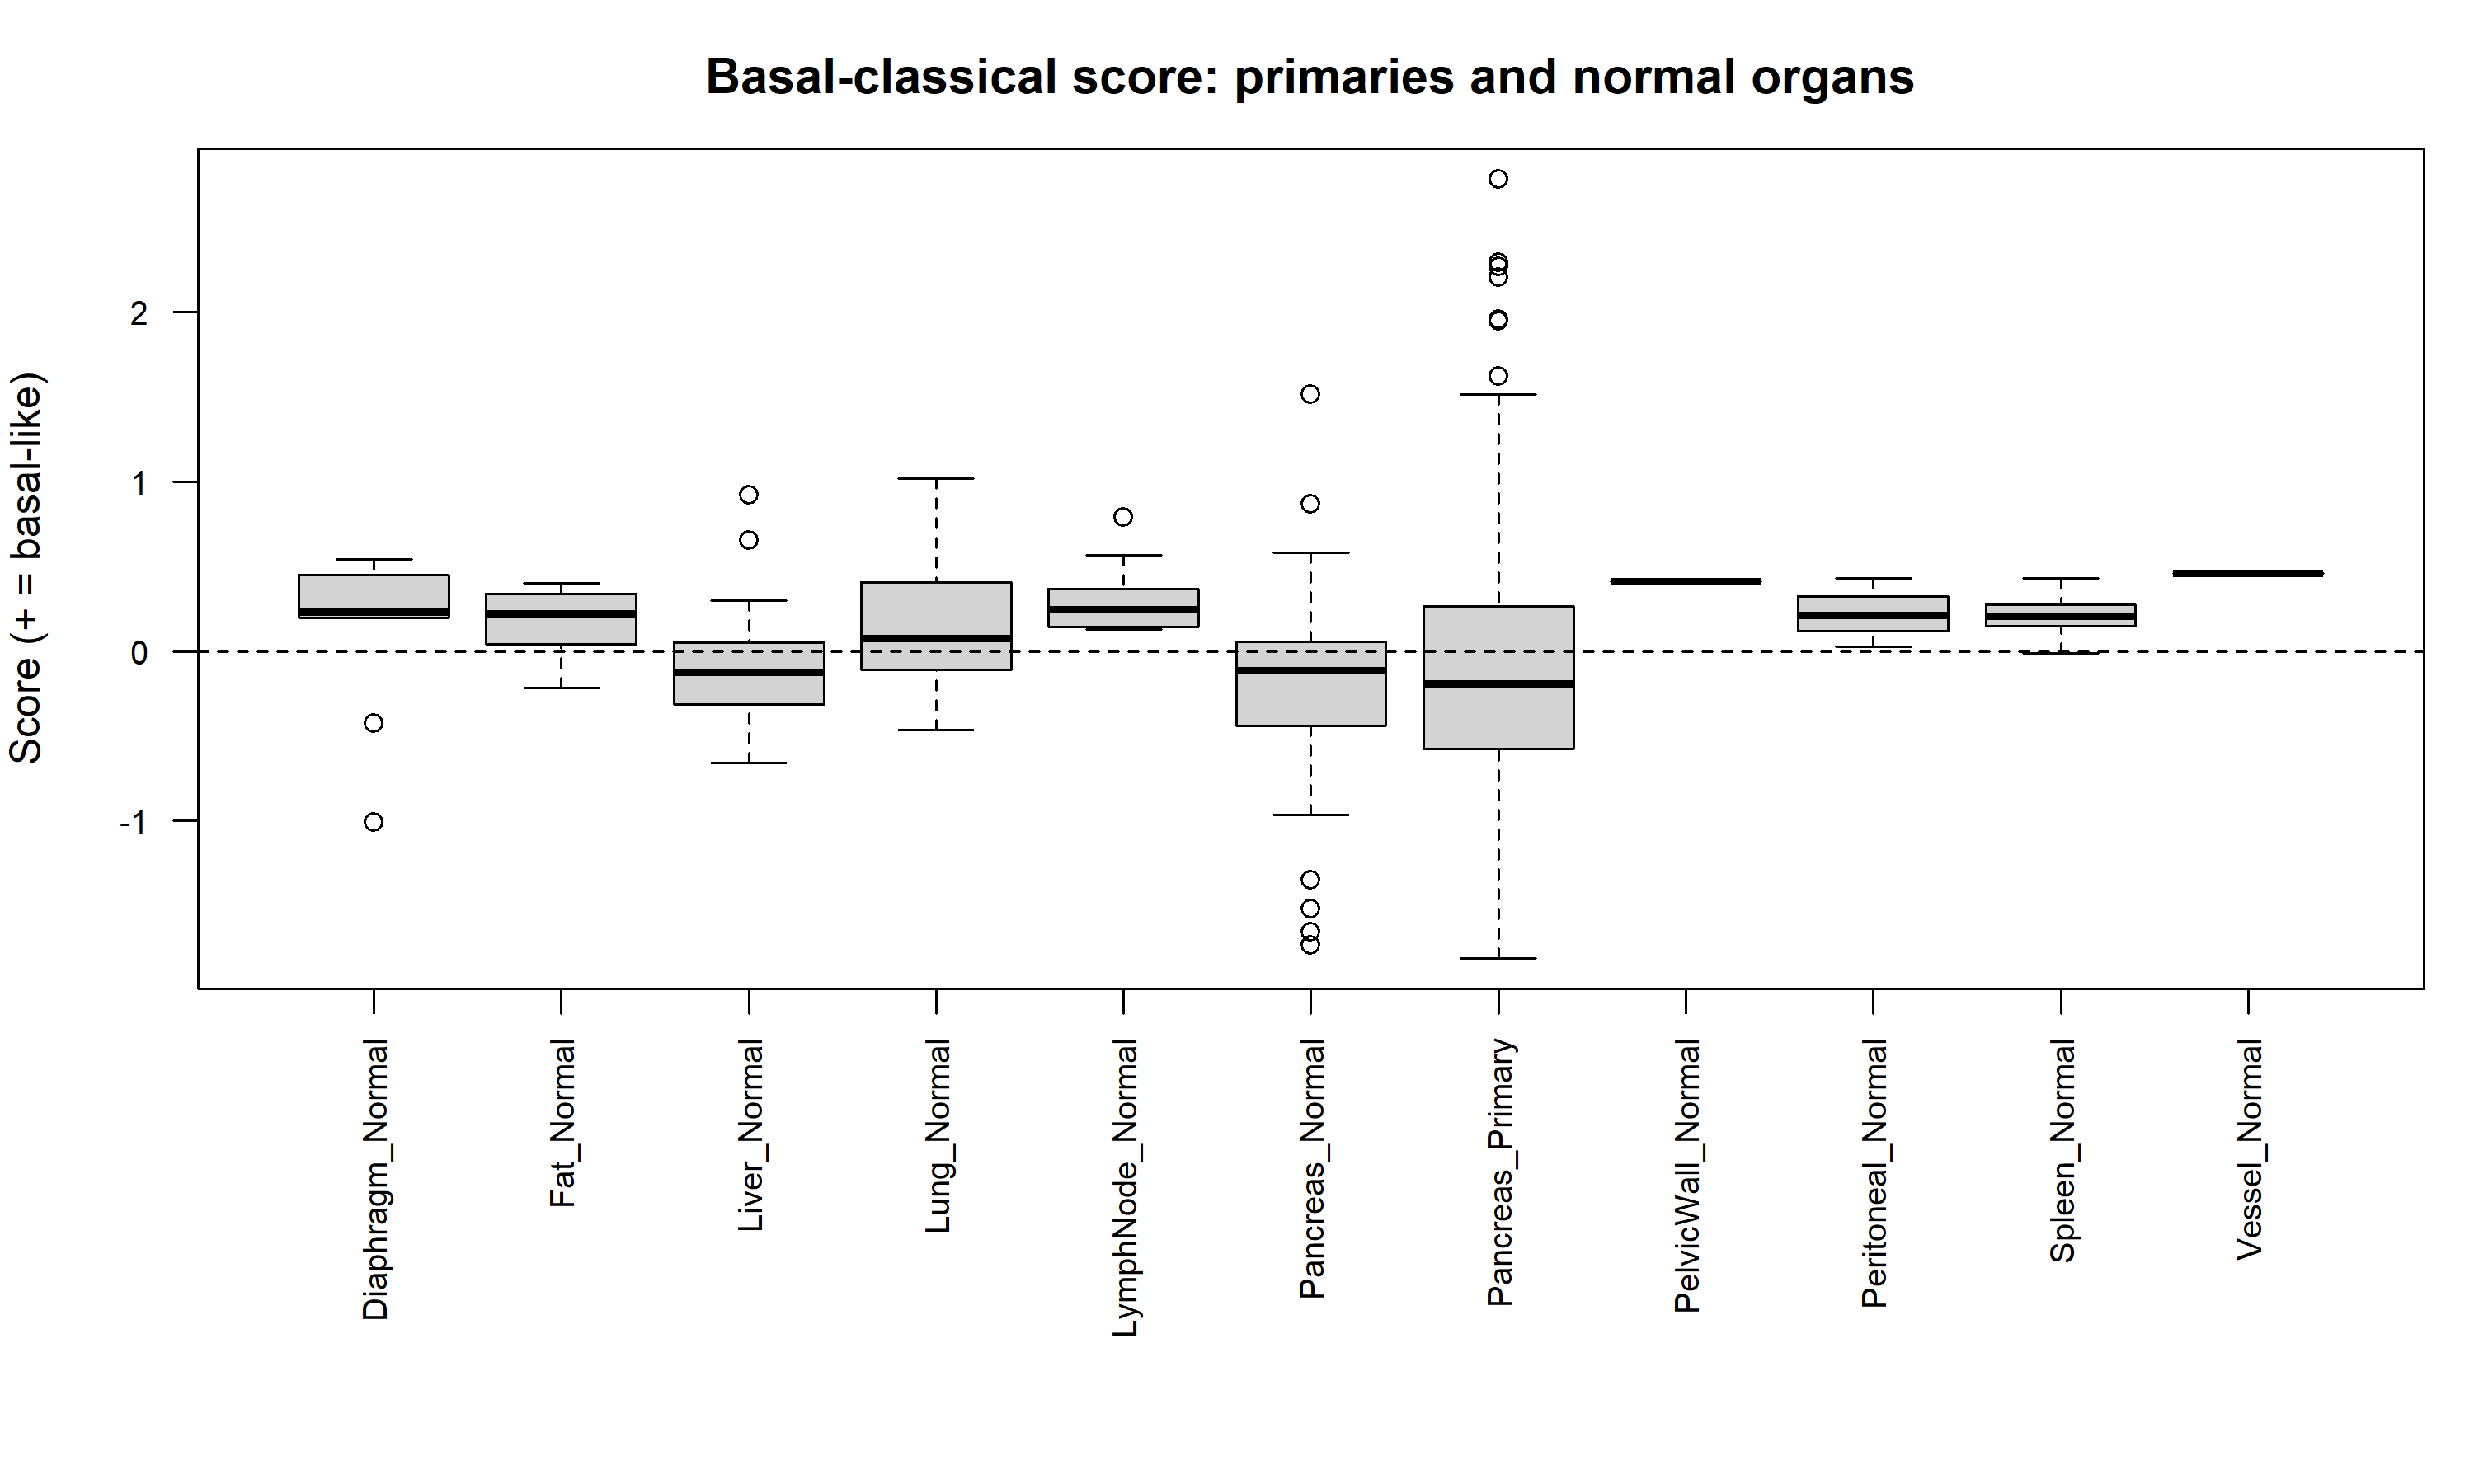 Basal-classical score: primaries and normal organs
Score (+ = basal-like)
2
1
0
-1
Diaphragm_Normal
Fat_Normal
Liver_Normal
Lung_Normal
LymphNode_Normal
Pancreas_Normal
Pancreas_Primary
PelvicWall_Normal
Peritoneal_Normal
Spleen_Normal
Vessel_Normal